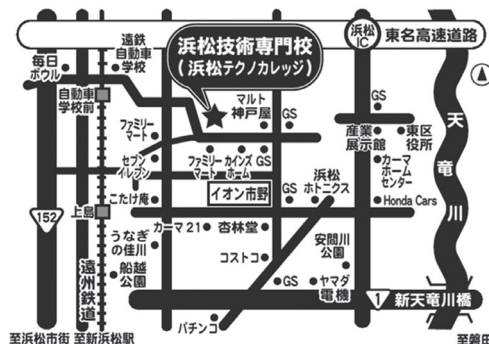 浜松
IC
東名高速道路
浜松技術専門校
(浜松テクノカレッジ)
毎日
ボウル
遠鉄
自動車
学校
自動車
学校前
マルト
神戸屋
GS
GS
ファミリー
マート
産業
展示館
東区
役所
天竜川
セブン
イレブン
ファミリー
マート
カインズ
ホーム
GS
カーマ
ホーム
センター
イオン市野
浜松
ホトニクス
GS
こたけ庵
Honda Cars
152
上島
カーマ21
杏林堂
うなぎ
の佳川
安間川
公園
コストコ
船越
公園
遠州鉄道
GS
ヤマダ
電機
1
新天竜川橋
パチンコ
至浜松市街
至新浜松駅
至磐田